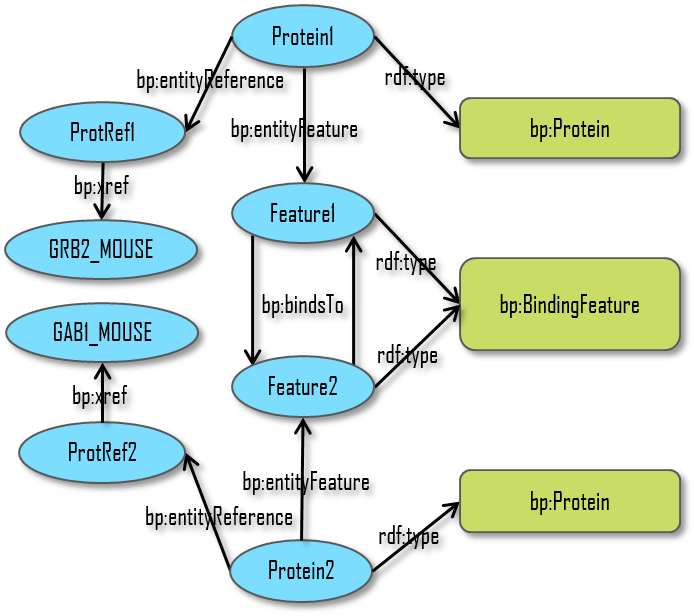 Protein1
bp:entityReference
rdf:type
ProtRef1
bp:entityFeature
bp:Protein
bp:xref
Feature1
GRB2_MOUSE
rdf:type
bp:bindsTo
bp:BindingFeature
GAB1_MOUSE
rdf:type
bp:xref
Feature2
ProtRef2
bp:entityFeature
bp:Protein
bp:entityReference
rdf:type
Protein2